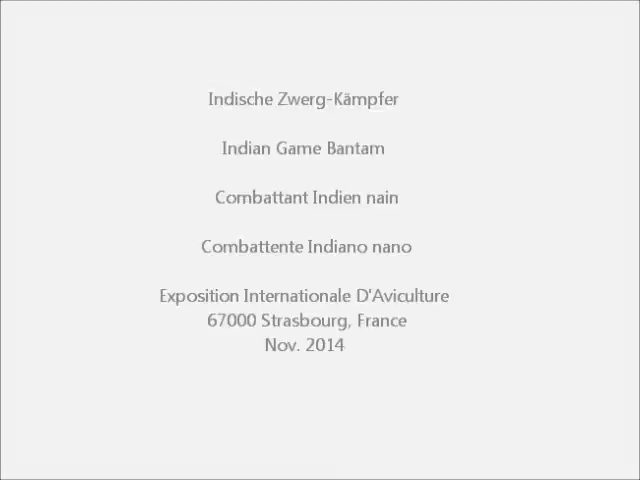 Indische Zwerg-Kämpfer
Indian Game Bantam
Combattant Indien nain
Combattente Indiano nano
Exposition Internationale D'Aviculture
67000 Strasbourg, France
Nov. 2014